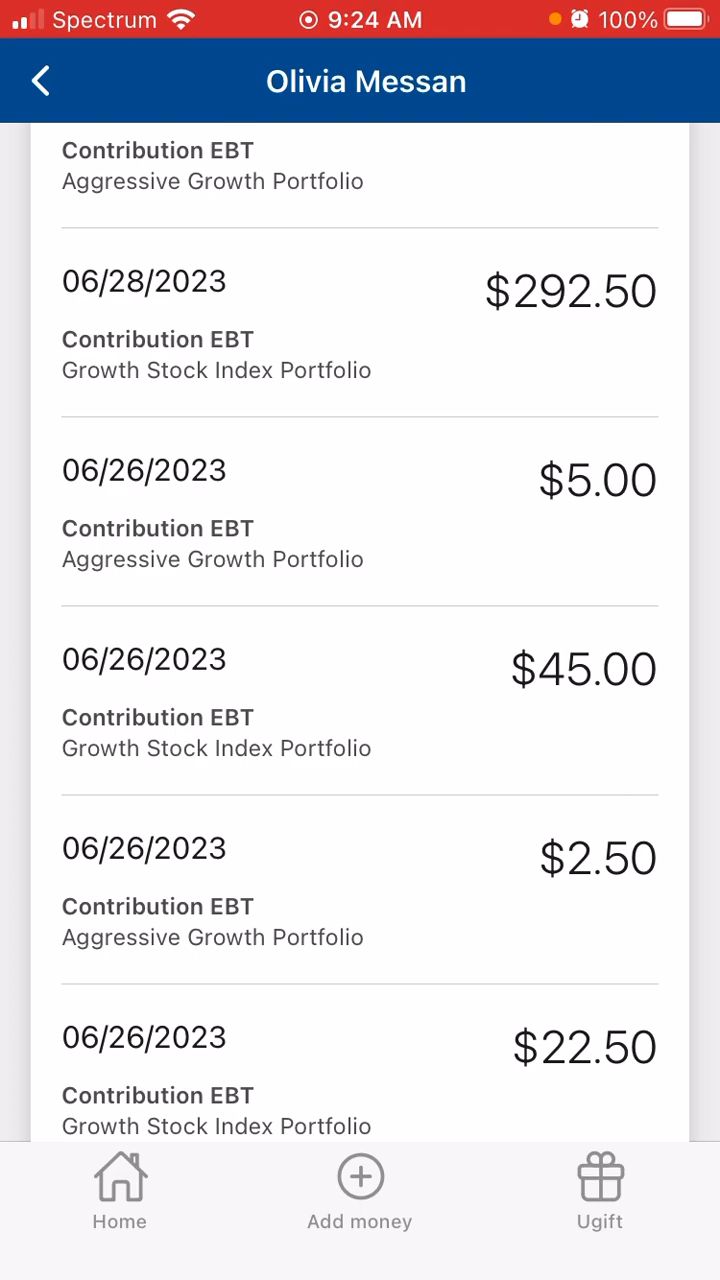 Spectrum 9:24 AM 100%
Olivia Messan
Contribution EBT
Aggressive Growth Portfolio
06/28/2023 $292.50
Contribution EBT
Growth Stock Index Portfolio
06/26/2023 $5.00
Contribution EBT
Aggressive Growth Portfolio
06/26/2023 $45.00
Contribution EBT
Growth Stock Index Portfolio
06/26/2023 $2.50
Contribution EBT
Aggressive Growth Portfolio
06/26/2023 $22.50
Contribution EBT
Growth Stock Index Portfolio
Home Add money Ugift